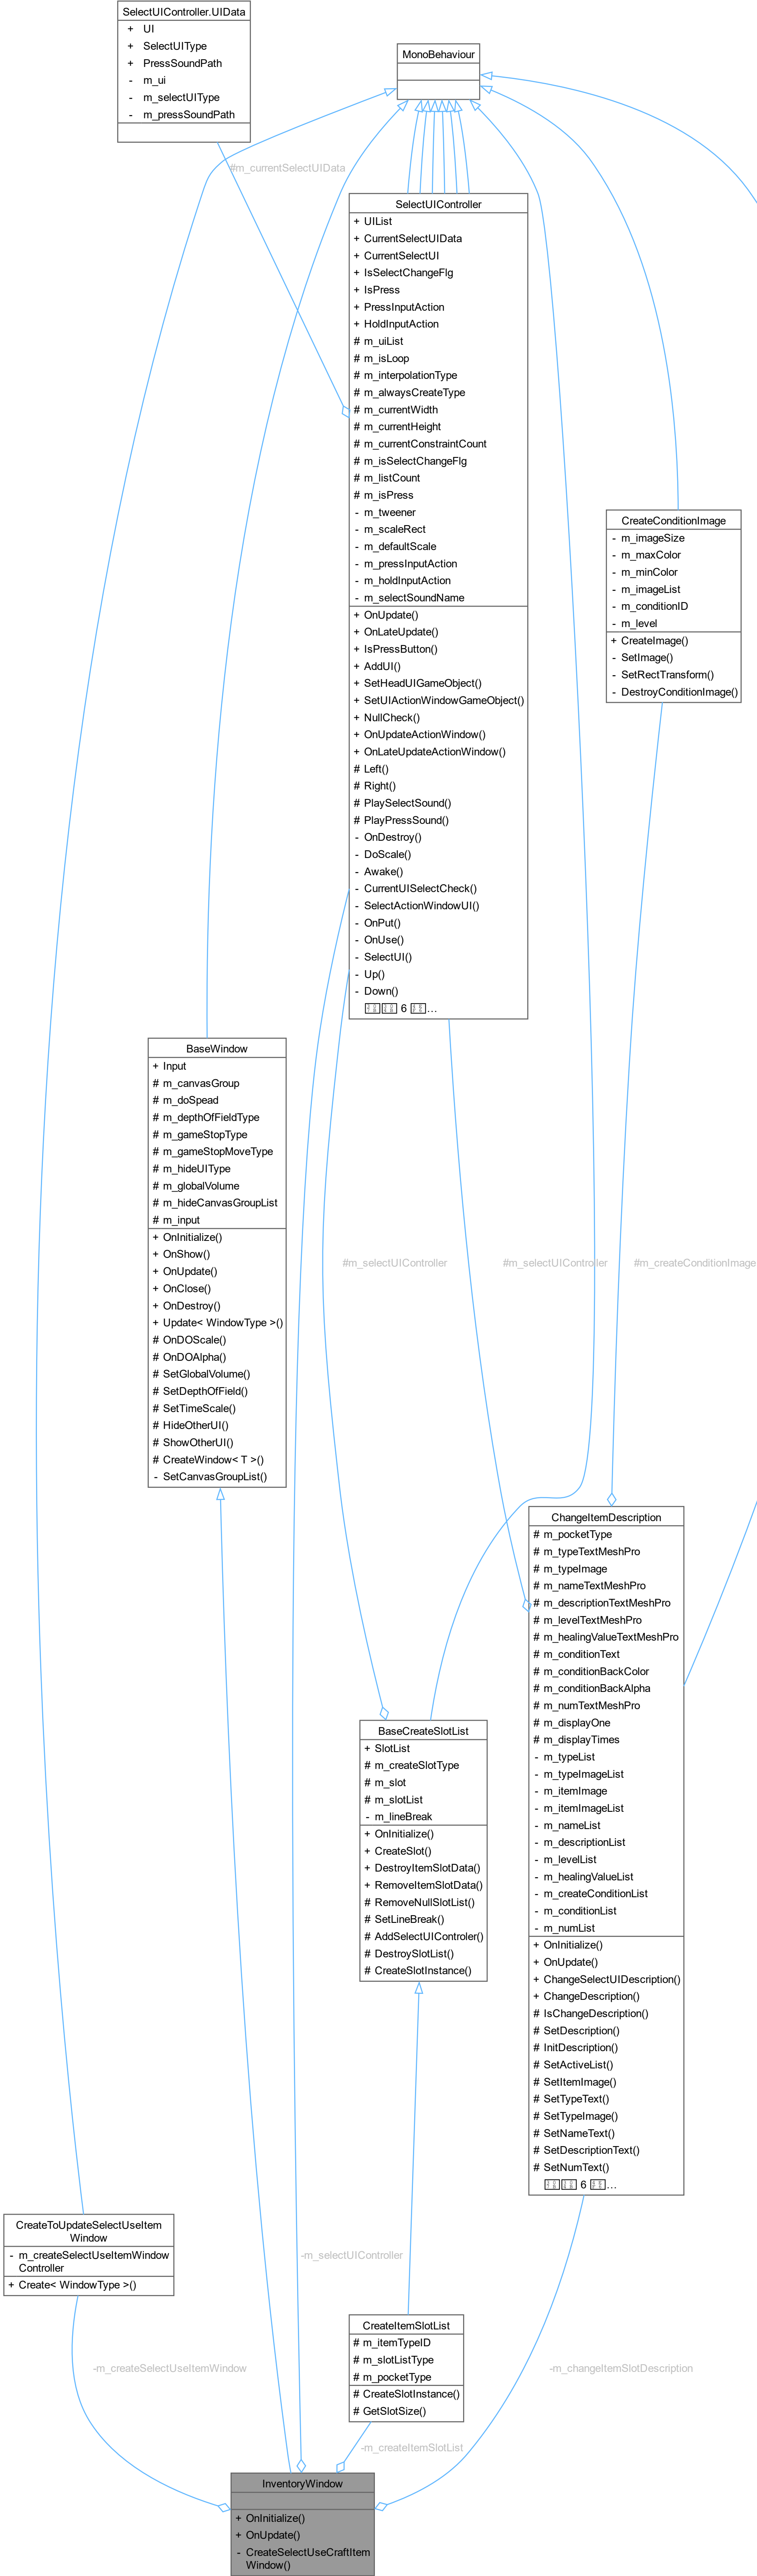 SelectUIController.UIData
+ UI
+ SelectUIType
+ PressSoundPath
- m_ui
- m_selectUIType
- m_pressSoundPath
MonoBehaviour
#m_currentSelectUIData
SelectUIController
+ UIList
+ CurrentSelectUIData
+ CurrentSelectUI
+ IsSelectChangeFlg
+ IsPress
+ PressInputAction
+ HoldInputAction
# m_uiList
# m_isLoop
# m_interpolationType
# m_alwaysCreateType
# m_currentWidth
# m_currentHeight
# m_currentConstraintCount
# m_isSelectChangeFlg
# m_listCount
# m_isPress
- m_tweener
- m_scaleRect
- m_defaultScale
- m_pressInputAction
- m_holdInputAction
- m_selectSoundName
+ OnUpdate()
+ OnLateUpdate()
+ IsPressButton()
+ AddUI()
+ SetHeadUIGameObject()
+ SetUIActionWindowGameObject()
+ NullCheck()
+ OnUpdateActionWindow()
+ OnLateUpdateActionWindow()
# Left()
# Right()
# PlaySelectSound()
# PlayPressSound()
- OnDestroy()
- DoScale()
- Awake()
- CurrentUISelectCheck()
- SelectActionWindowUI()
- OnPut()
- OnUse()
- SelectUI()
- Up()
- Down()
6 ...
CreateConditionImage
- m_imageSize
- m_maxColor
- m_minColor
- m_imageList
- m_conditionID
- m_level
+ CreateImage()
- SetImage()
- SetRectTransform()
- DestroyConditionImage()
BaseWindow
+ Input
# m_canvasGroup
# m_doSpead
# m_depthOfFieldType
# m_gameStopType
# m_gameStopMoveType
# m_hideUIType
# m_globalVolume
# m_hideCanvasGroupList
# m_input
+ OnInitialize()
+ OnShow()
+ OnUpdate()
+ OnClose()
+ OnDestroy()
+ Update< WindowType >()
# OnDOScale()
# OnDOAlpha()
# SetGlobalVolume()
# SetDepthOfField()
# SetTimeScale()
# HideOtherUI()
# ShowOtherUI()
# CreateWindow< T >()
- SetCanvasGroupList()
#m_selectUIController
#m_selectUIController
#m_createConditionImage
ChangeItemDescription
# m_pocketType
# m_typeTextMeshPro
# m_typeImage
# m_nameTextMeshPro
# m_descriptionTextMeshPro
# m_levelTextMeshPro
# m_healingValueTextMeshPro
# m_conditionText
# m_conditionBackColor
# m_conditionBackAlpha
# m_numTextMeshPro
# m_displayOne
# m_displayTimes
- m_typeList
- m_typeImageList
- m_itemImage
- m_itemImageList
- m_nameList
- m_descriptionList
- m_levelList
- m_healingValueList
- m_createConditionList
- m_conditionList
- m_numList
+ OnInitialize()
+ OnUpdate()
+ ChangeSelectUIDescription()
+ ChangeDescription()
# IsChangeDescription()
# SetDescription()
# InitDescription()
# SetActiveList()
# SetItemImage()
# SetTypeText()
# SetTypeImage()
# SetNameText()
# SetDescriptionText()
# SetNumText()
6 ...
BaseCreateSlotList
+ SlotList
# m_createSlotType
# m_slot
# m_slotList
- m_lineBreak
+ OnInitialize()
+ CreateSlot()
+ DestroyItemSlotData()
+ RemoveItemSlotData()
# RemoveNullSlotList()
# SetLineBreak()
# AddSelectUIControler()
# DestroySlotList()
# CreateSlotInstance()
CreateToUpdateSelectUseItem
Window
- m_createSelectUseItemWindow
Controller
+ Create< WindowType >()
-m_selectUIController
CreateItemSlotList
# m_itemTypeID
# m_slotListType
# m_pocketType
# CreateSlotInstance()
# GetSlotSize()
-m_createSelectUseItemWindow
-m_changeItemSlotDescription
-m_createItemSlotList
InventoryWindow
+ OnInitialize()
+ OnUpdate()
- CreateSelectUseCraftItem
Window()